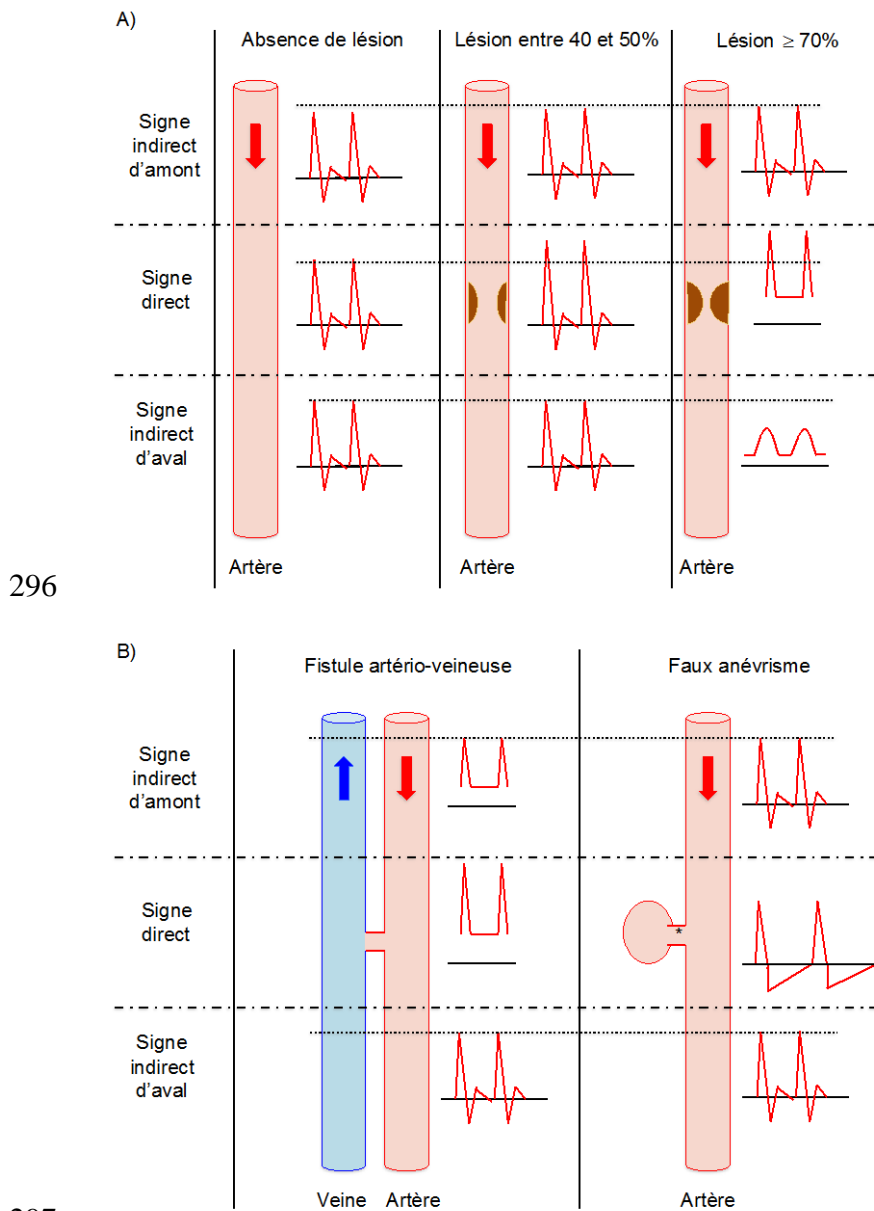 A)
Absence de lésion
Lésion entre 40 et 50%
Lésion ≥ 70%
Signe
indirect
d'amont
Signe
direct
Signe
indirect
d'aval
Artère
Artère
Artère
296
B)
Fistule artério-veineuse
Faux anévrisme
Signe
indirect
d'amont
Signe
direct
*
Signe
indirect
d'aval
Veine
Artère
Artère